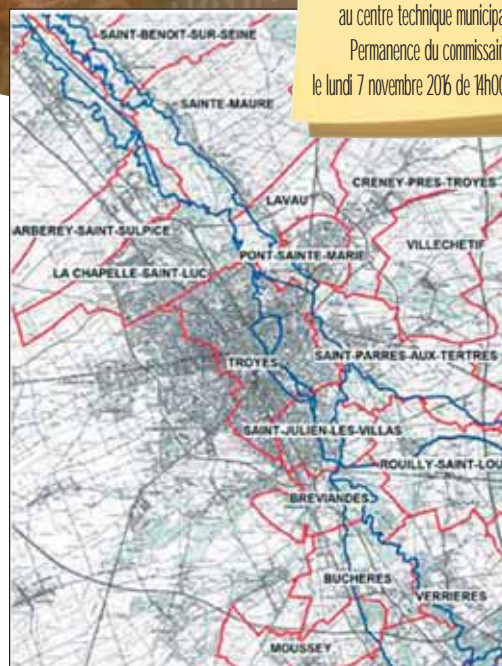 au centre technique municipa
Permanence du commissair
le lundi 7 novembre 2016 de 14h00
SAINT-BENOIT-SUR-SEINE
SAINTE-MAURE
CRENEY-PRES-TROYES
LAVAU
ARBEREY-SAINT-SULPICE
VILLECHETIF
PONT-SAINTE-MARIE
LA CHAPELLE-SAINT-LUC
TROYES
SAINT-PARRES-AUX-TERTRES
SAINT-JULIEN-LES-VILLAS
ROUILLY-SAINT-LOU
BREVIANDES
BUCHERES
VERRIERES
MOUSSEY